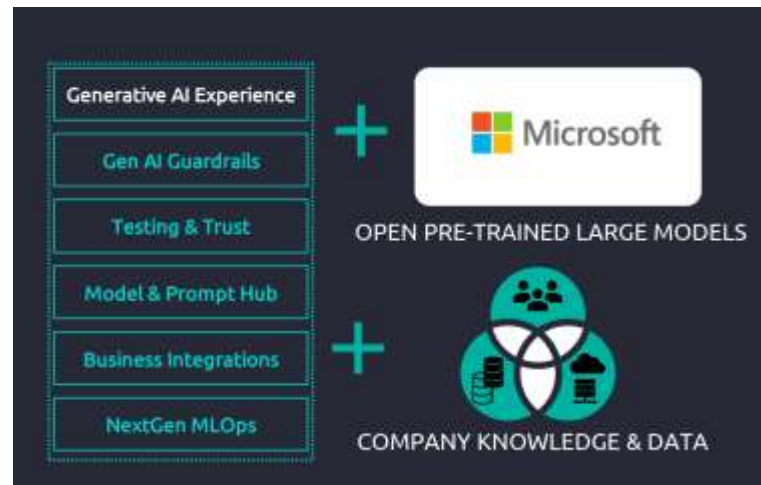 Generative AI Experience
Gen AI Guardrails
Testing & Trust
Model & Prompt Hub
Business Integrations
NextGen MLOps
Microsoft
OPEN PRE-TRAINED LARGE MODELS
COMPANY KNOWLEDGE & DATA